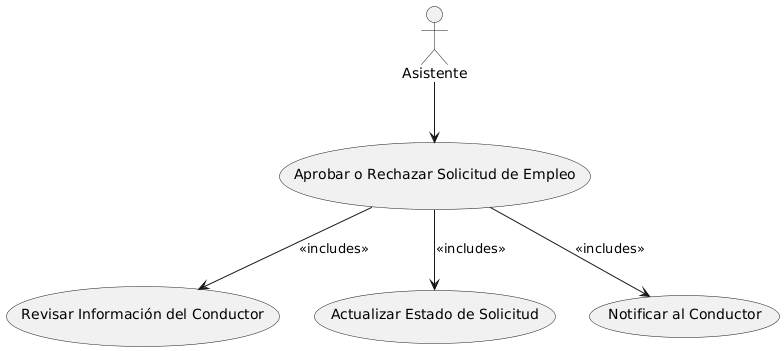 Asistente
Aprobar o Rechazar Solicitud de Empleo
«includes»
«includes»
«includes»
Revisar Información del Conductor
Actualizar Estado de Solicitud
Notificar al Conductor